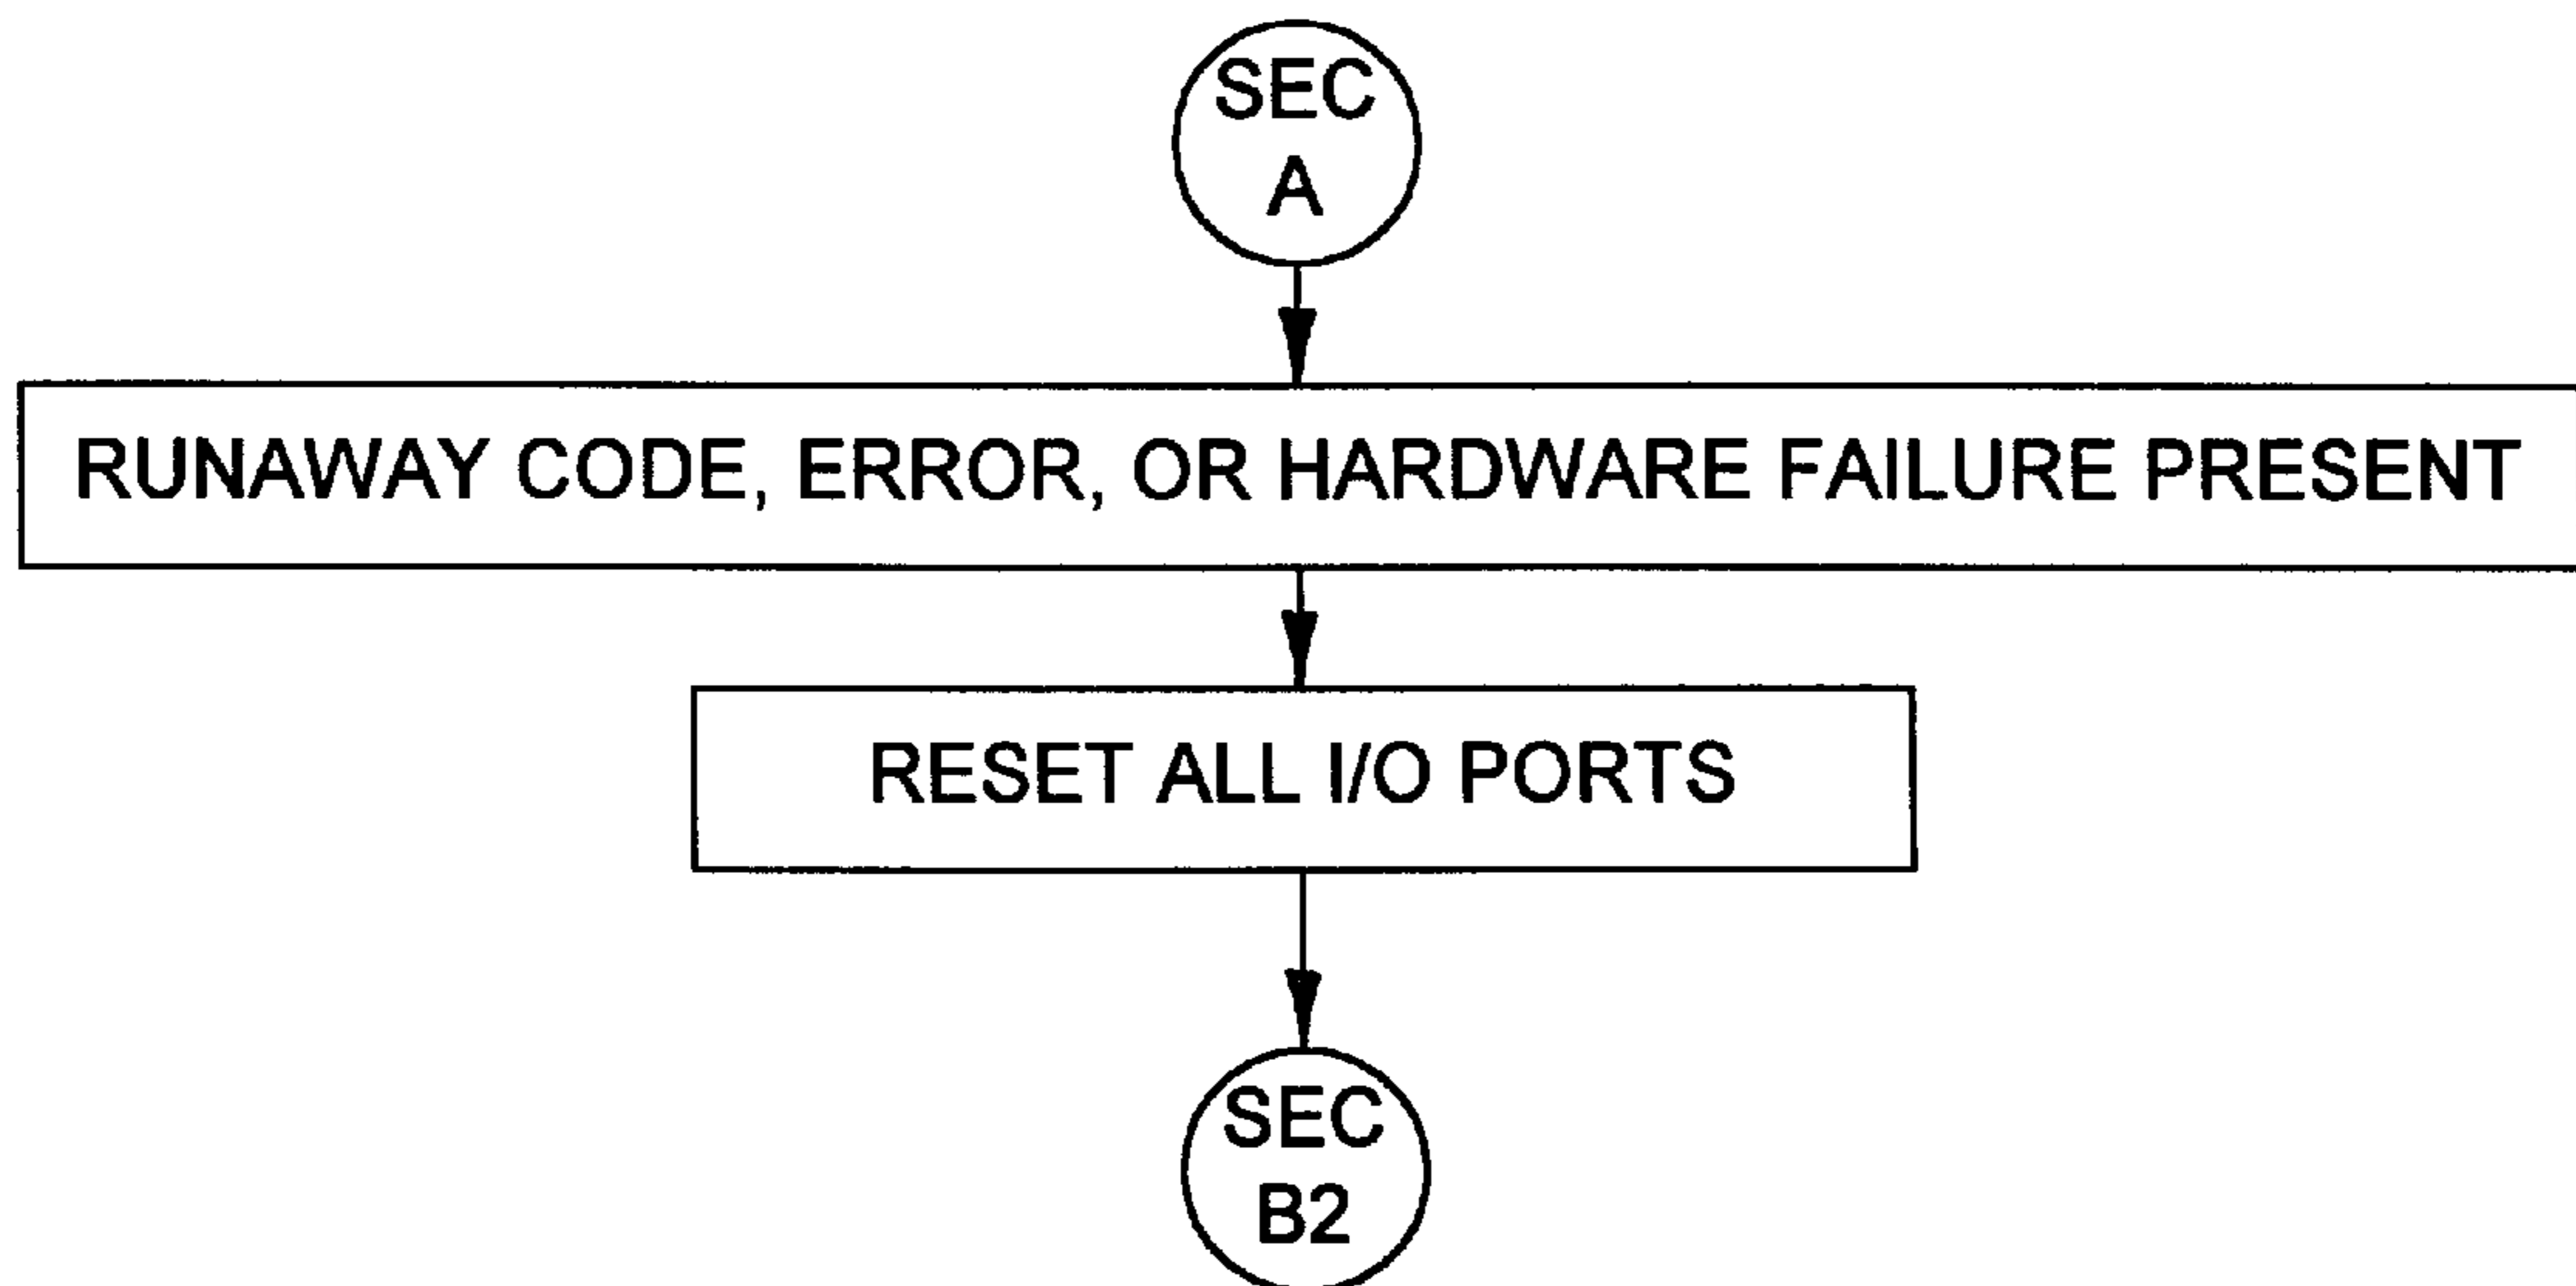 SEC
A
RUNAWAY CODE, ERROR, OR HARDWARE FAILURE PRESENT
RESET ALL I/O PORTS
SEC
B2